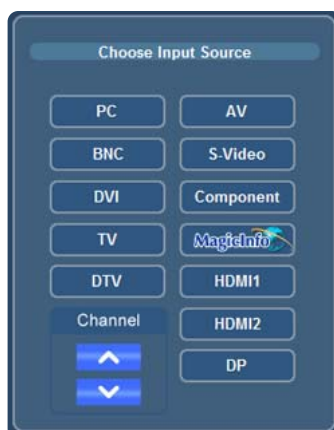 Choose Input Source
PC
AV
BNC
S-Video
DVI
Component
TV
MagicInfo
DTV
HDMI1
Channel
HDMI2
DP